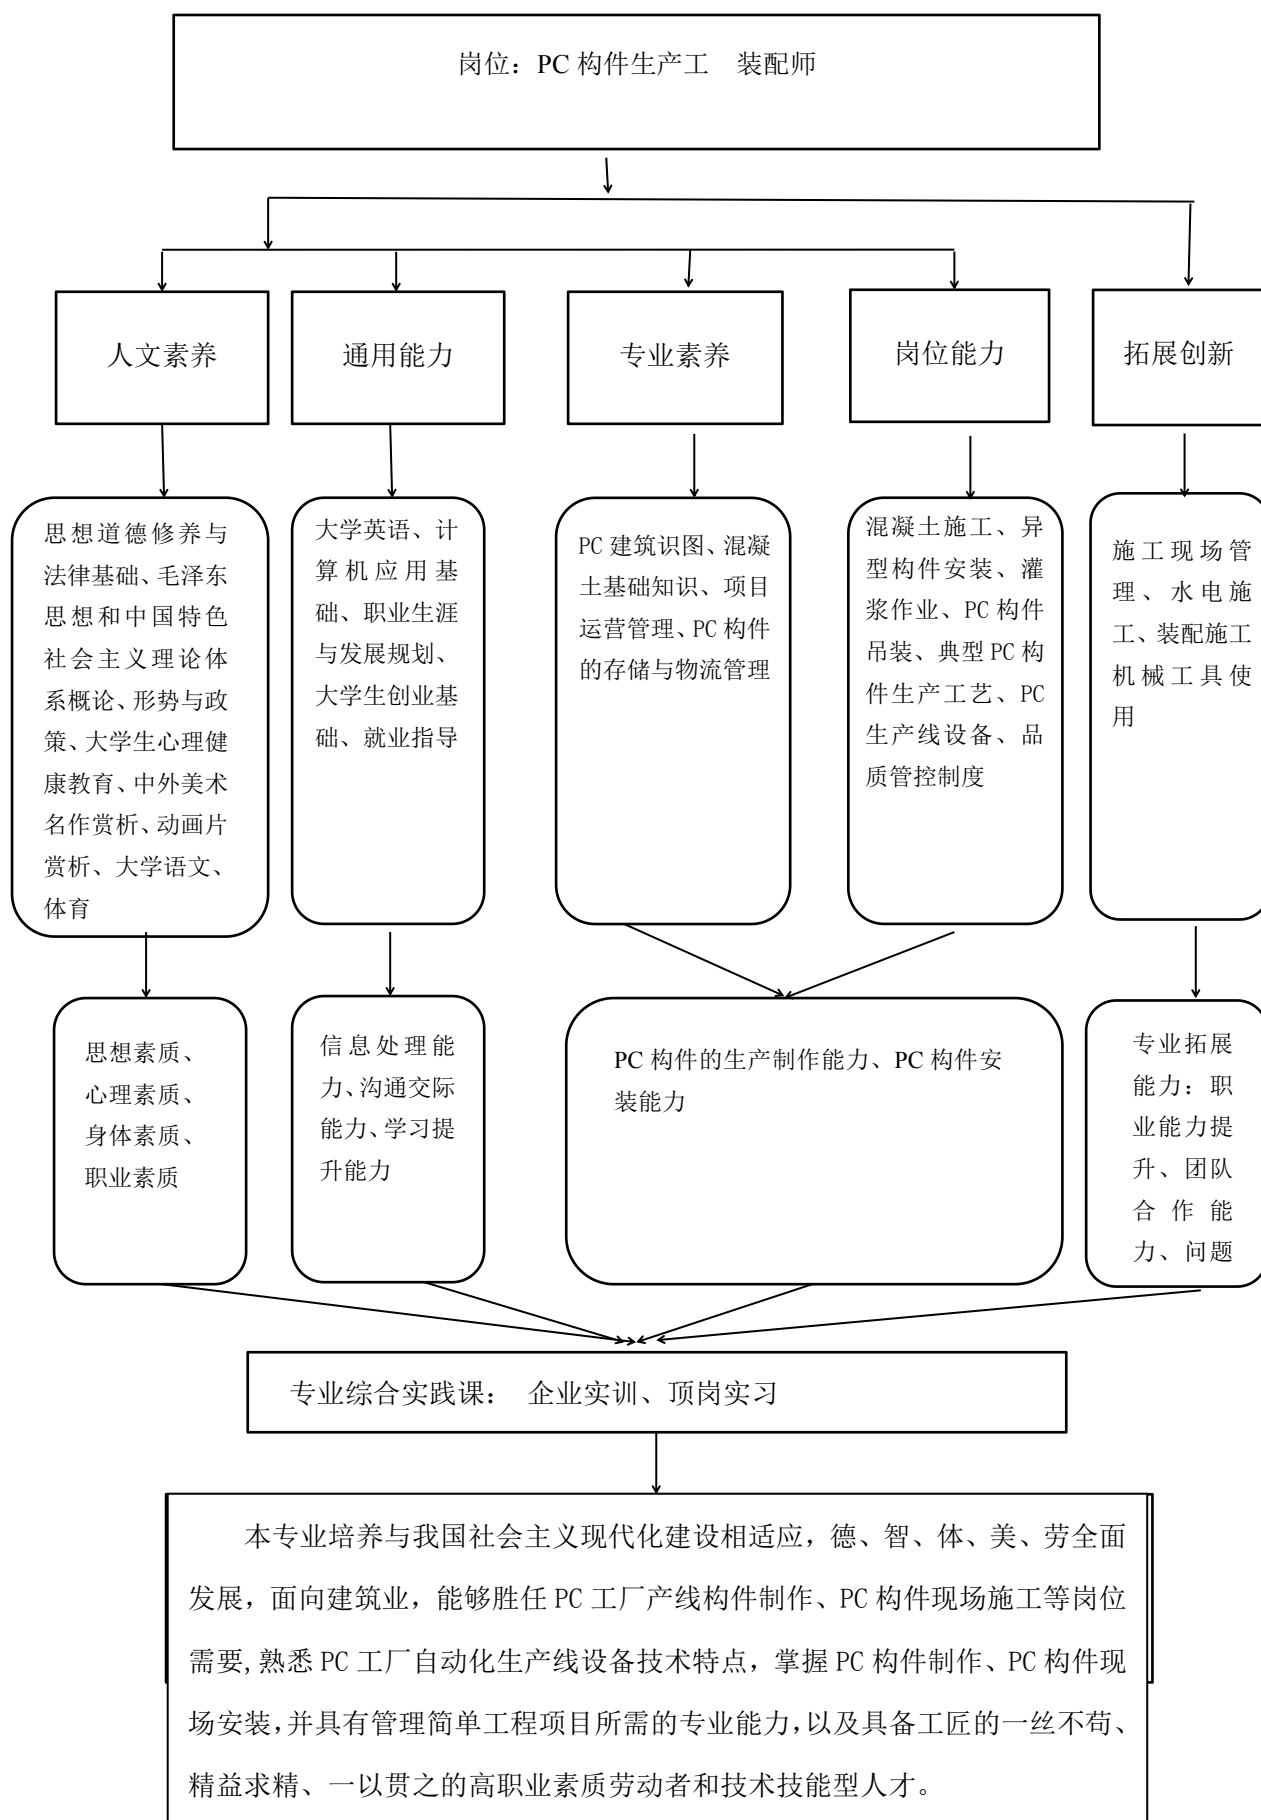 岗位：PC 构件生产工　装配师
人文素养
通用能力
专业素养
岗位能力
拓展创新
思想道德修养与
法律基础、毛泽东
思想和中国特色
社会主义理论体
系概论、形势与政
策、大学生心理健
康教育、中外美术
名作赏析、动画片
赏析、大学语文、
体育
大学英语、计
算机应用基
础、职业生涯
与发展规划、
大学生创业基
础、就业指导
PC 建筑识图、混凝
土基础知识、项目
运营管理、PC 构件
的存储与物流管理
混凝土施工、异
型构件安装、灌
浆作业、PC 构件
吊装、典型 PC 构
件生产工艺、PC
生产线设备、品
质管控制度
施工现场管
理、水电施
工、装配施工
机械工具使
用
思想素质、
心理素质、
身体素质、
职业素质
信息处理能
力、沟通交际
能力、学习提
升能力
PC 构件的生产制作能力、PC 构件安
装能力
专业拓展
能力：职
业能力提
升、团队
合作能
力、问题
专业综合实践课：　企业实训、顶岗实习
本专业培养与我国社会主义现代化建设相适应，德、智、体、美、劳全面
发展，面向建筑业，能够胜任 PC 工厂产线构件制作、PC 构件现场施工等岗位
需要,熟悉 PC 工厂自动化生产线设备技术特点，掌握 PC 构件制作、PC 构件现
场安装,并具有管理简单工程项目所需的专业能力,以及具备工匠的一丝不苟、
精益求精、一以贯之的高职业素质劳动者和技术技能型人才。